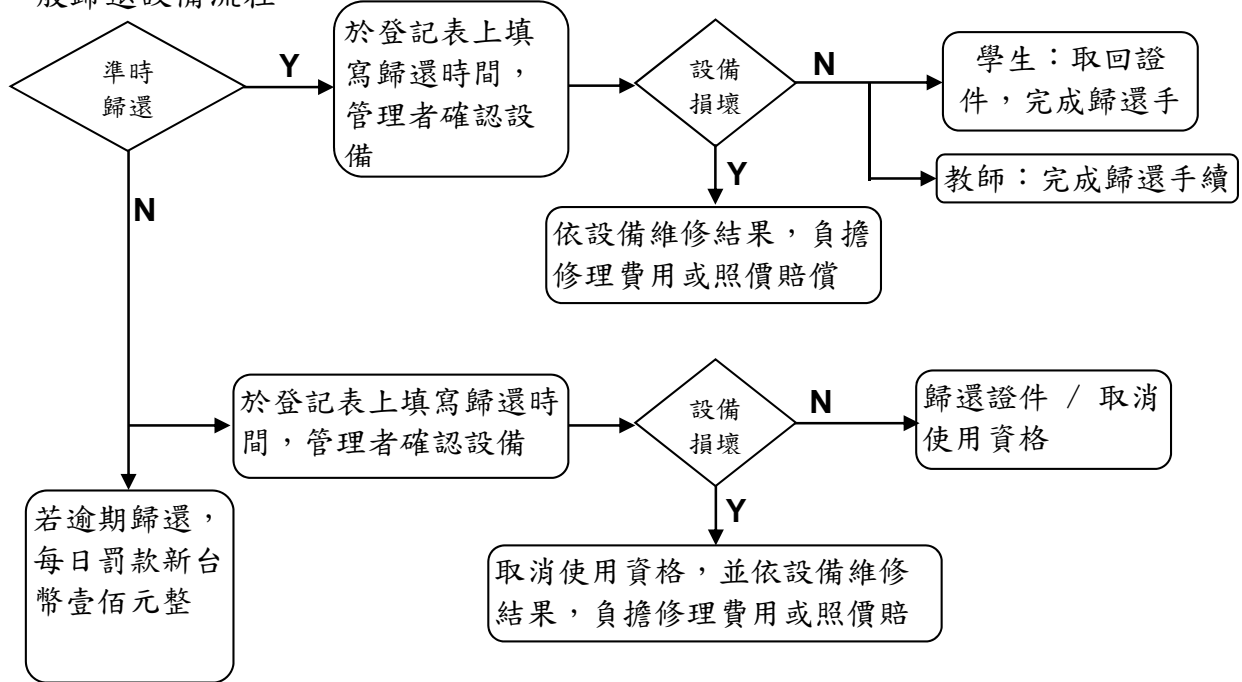 準時
歸還
Y
於登記表上填
寫歸還時間，
管理者確認設
備
設備
損壞
N
學生：取回證
件，完成歸還手
教師：完成歸還手續
Y
依設備維修結果，負擔
修理費用或照價賠償
N
於登記表上填寫歸還時
間，管理者確認設備
設備
損壞
N
歸還證件 / 取消
使用資格
Y
取消使用資格，並依設備維修
結果，負擔修理費用或照價賠
若逾期歸還，
每日罰款新台
幣壹佰元整